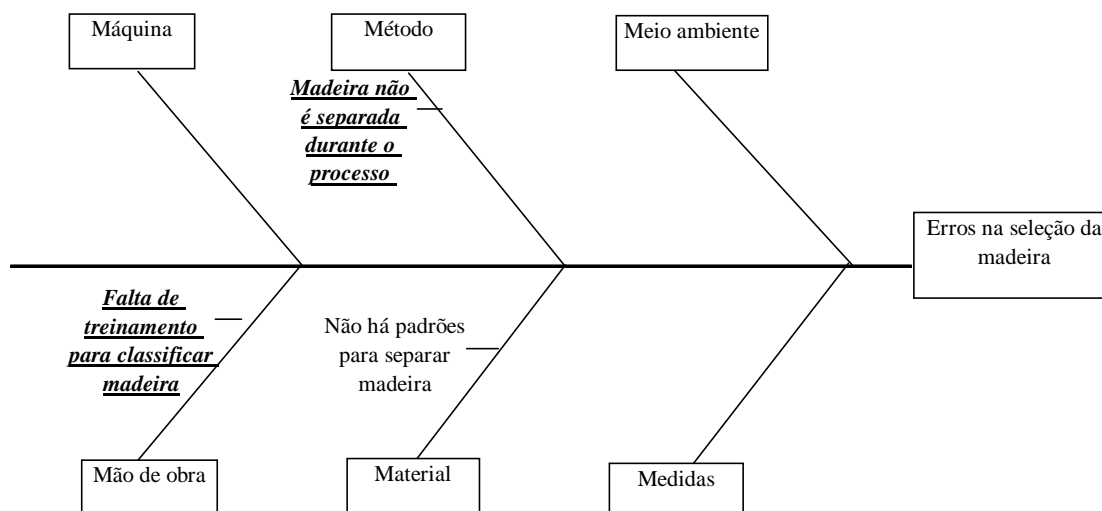 Máquina
Método
Meio ambiente
Madeira não
é separada
durante o
processo
Erros na seleção da
madeira
Falta de
treinamento
para classificar
madeira
Não há padrões
para separar
madeira
Mão de obra
Material
Medidas